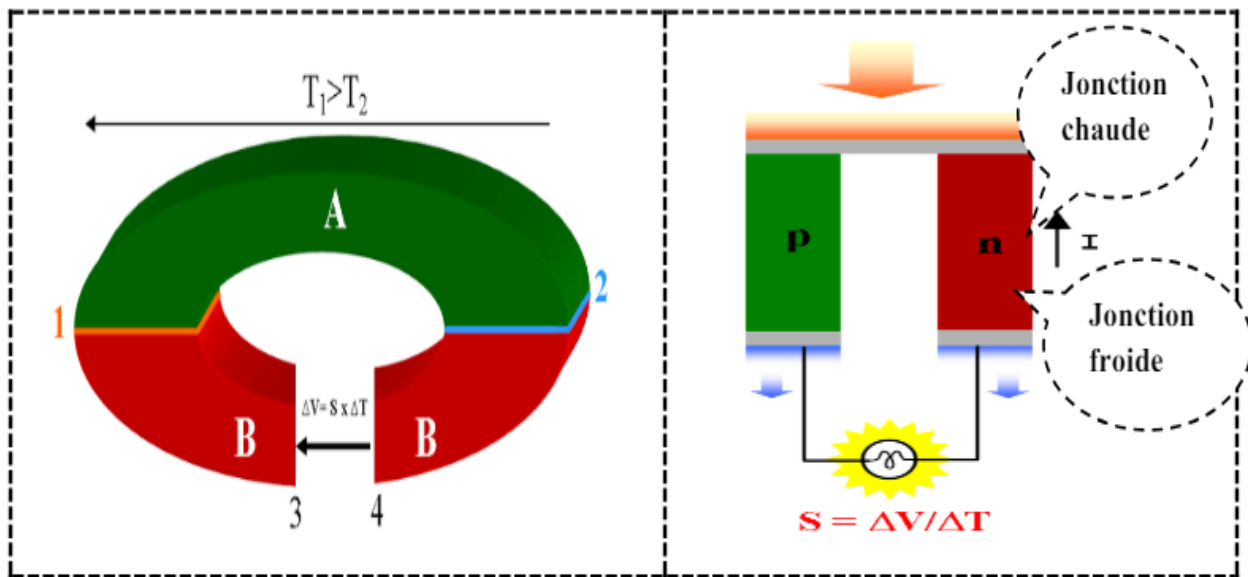 T₁>T₂
A
1
2
B
ΔV= S x ΔT
B
3
4
Jonction
chaude
p
n
I
Jonction
froide
S = ΔV/ΔT